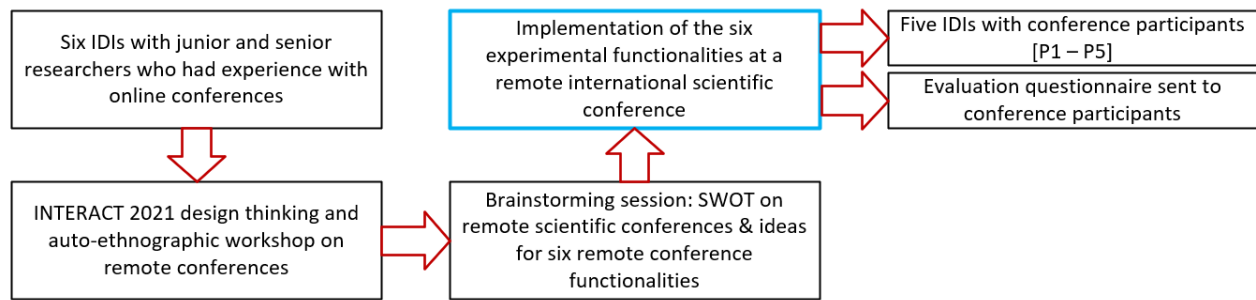 Six IDIs with junior and senior
researchers who had experience with
online conferences
INTERACT 2021 design thinking and
auto-ethnographic workshop on
remote conferences
Brainstorming session: SWOT on
remote scientific conferences & ideas
for six remote conference
functionalities
Implementation of the six
experimental functionalities at a
remote international scientific
conference
Five IDIs with conference participants
[P1 – P5]
Evaluation questionnaire sent to
conference participants